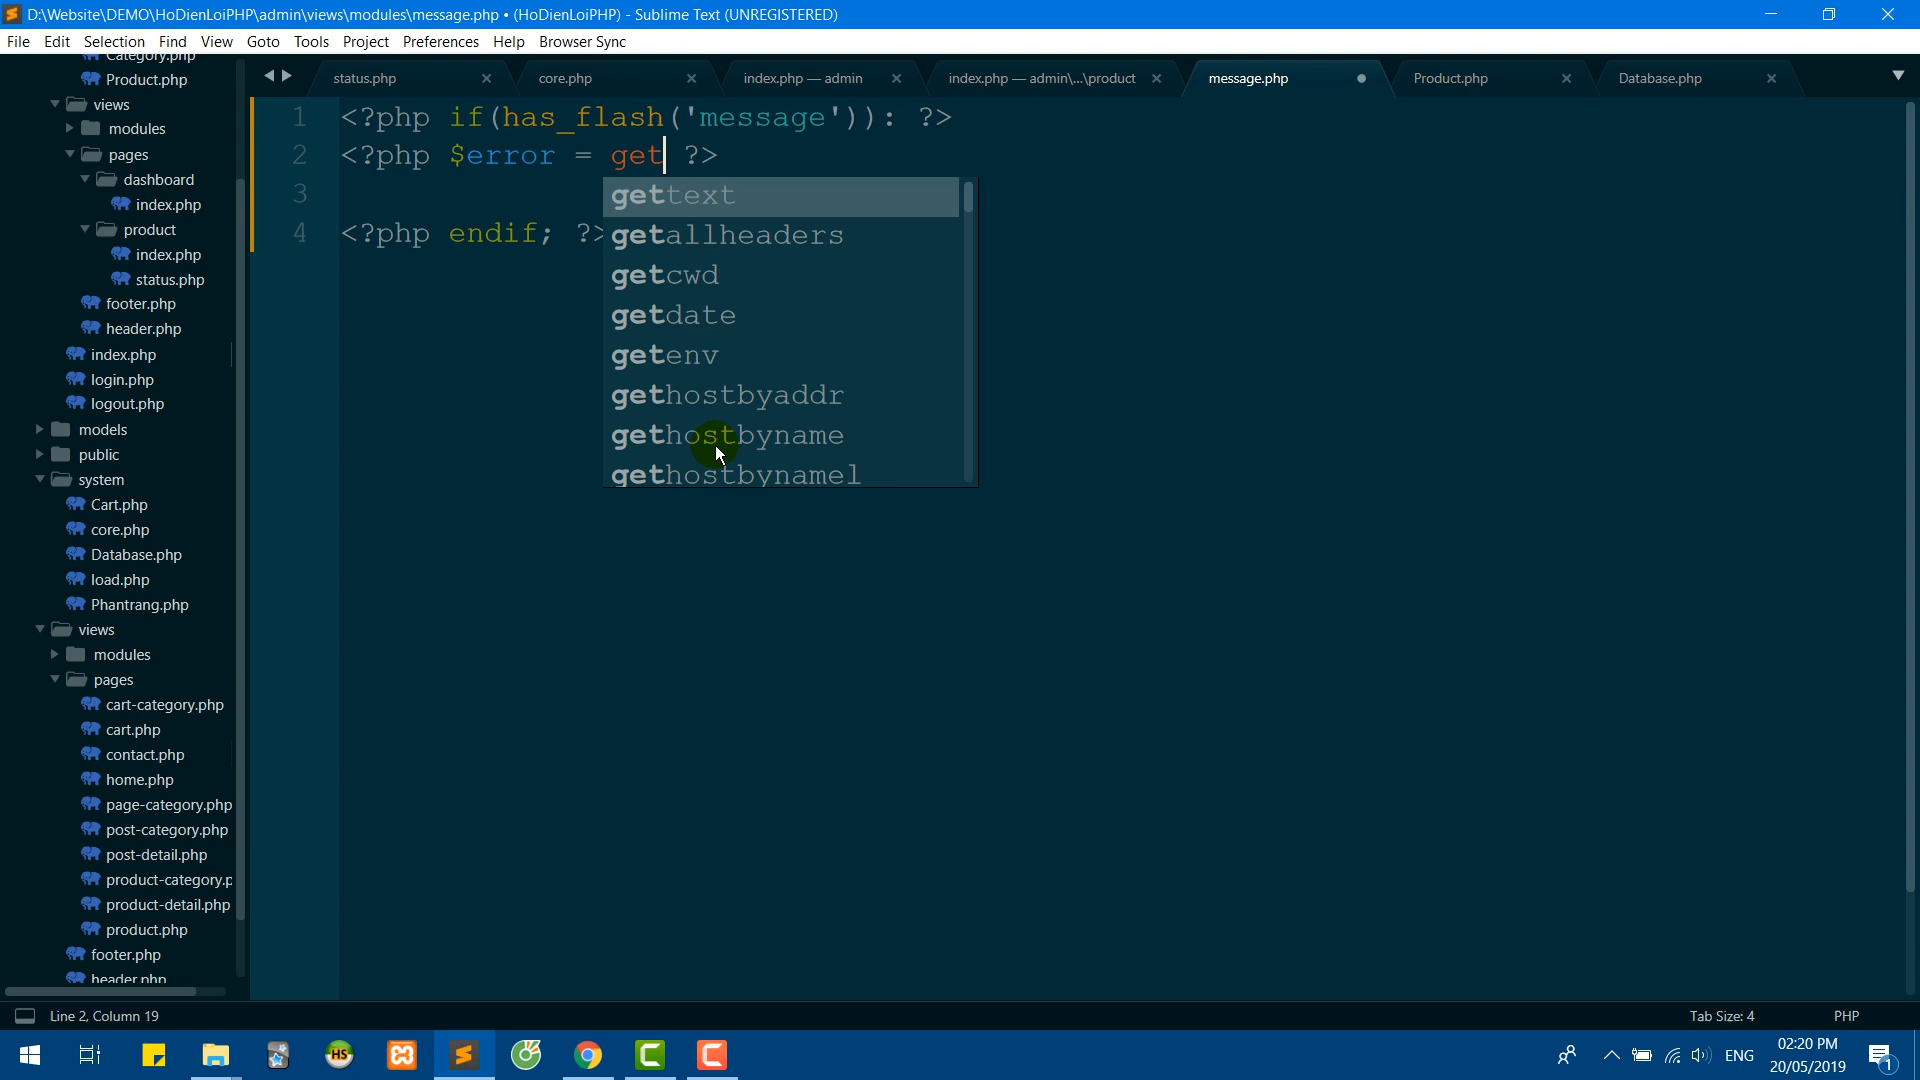 D:\Website\DEMO\HoDienLoiPHP\admin\views\modules\message.php • (HoDienLoiPHP) - Sublime Text (UNREGISTERED)
File Edit Selection Find View Goto Tools Project Preferences Help Browser Sync
status.php core.php index.php — admin index.php — admin\...\product message.php Product.php Database.php
Category.php
Product.php
views
modules
pages
dashboard
index.php
product
index.php
status.php
footer.php
header.php
index.php
login.php
logout.php
models
public
system
Cart.php
core.php
Database.php
load.php
Phantrang.php
views
modules
pages
cart-category.php
cart.php
contact.php
home.php
page-category.php
post-category.php
post-detail.php
product-category.p
product-detail.php
product.php
footer.php
header.php
1 <?php if(has_flash('message')): ?>
2 <?php $error = get ?>
3
4 <?php endif; ?>
gettext
getallheaders
getcwd
getdate
getenv
gethostbyaddr
gethostbyname
gethostbynamel
Line 2, Column 19 Tab Size: 4 PHP
HS ENG 02:20 PM
20/05/2019 1